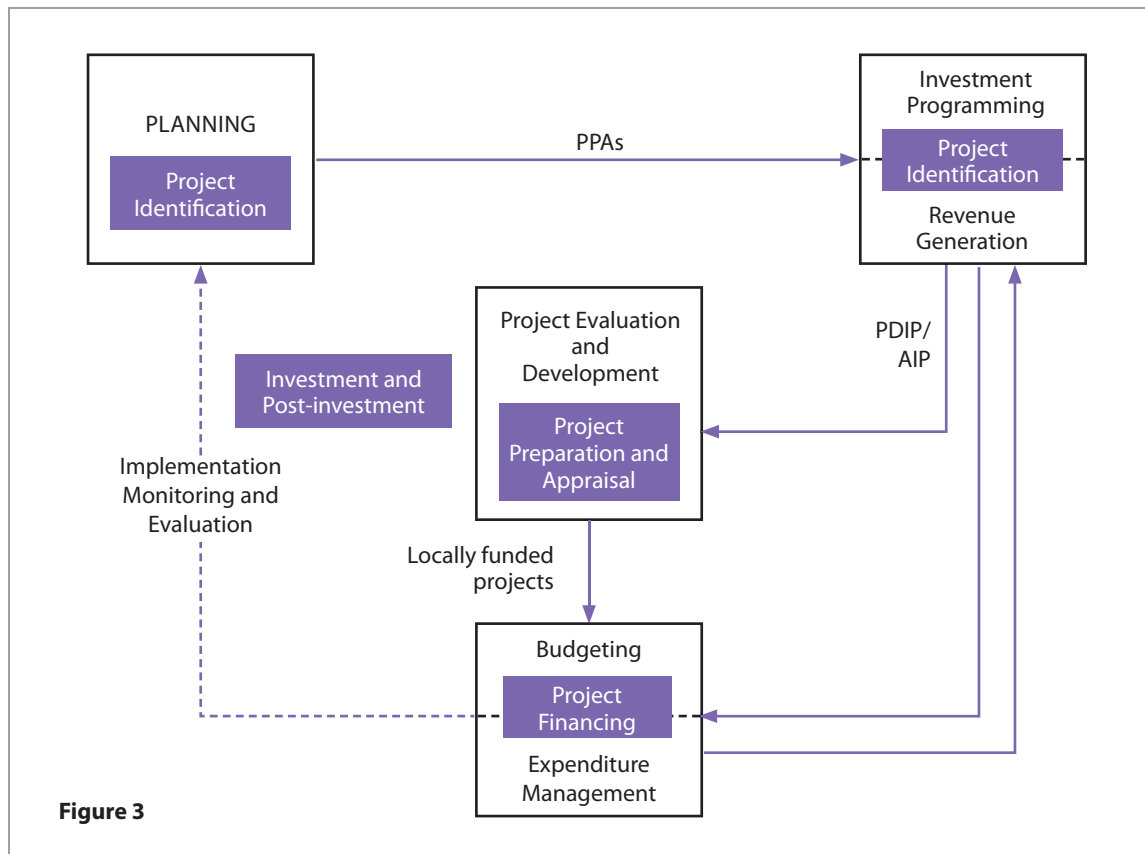 PLANNING
Project
Identification
PPAs
Investment
Programming
Project
Identification
Revenue
Generation
PDIP/
AIP
Project Evaluation
and
Development
Project
Preparation and
Appraisal
Investment and
Post-investment
Implementation
Monitoring and
Evaluation
Locally funded
projects
Budgeting
Project
Financing
Expenditure
Management
Figure 3